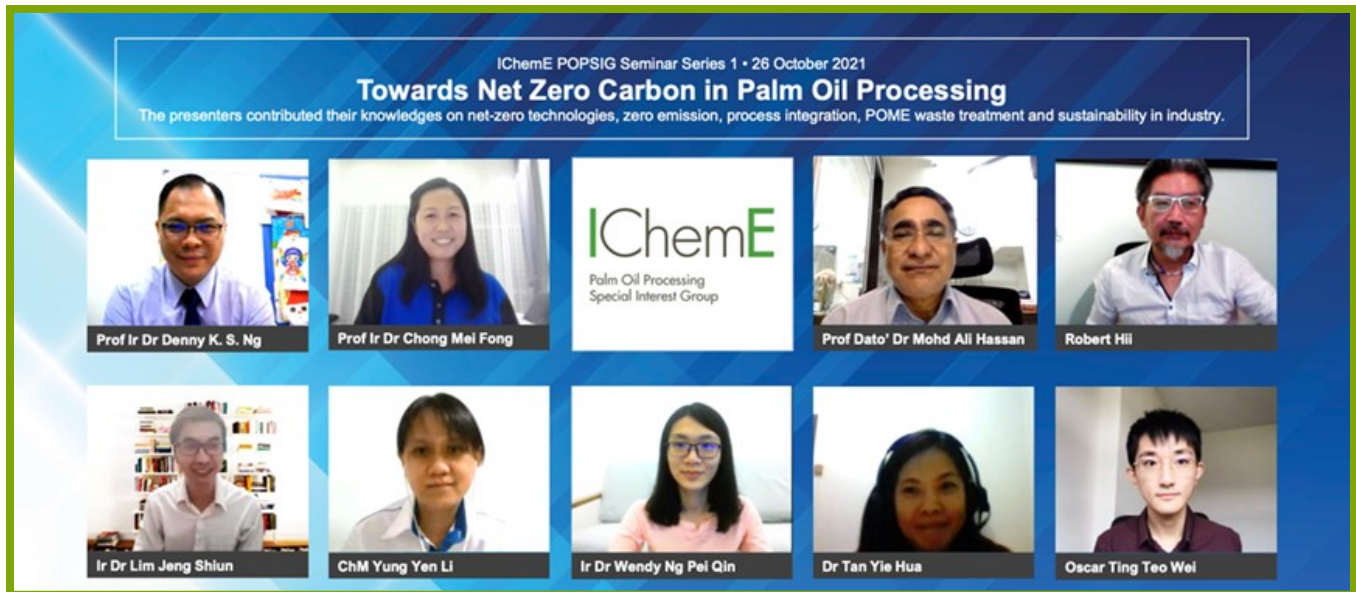 IChemE POPSIG Seminar Series 1 • 26 October 2021
Towards Net Zero Carbon in Palm Oil Processing
The presenters contributed their knowledges on net-zero technologies, zero emission, process integration, POME waste treatment and sustainability in industry.
IChemE
Palm Oil Processing
Special Interest Group
Prof Ir Dr Denny K. S. Ng
Prof Ir Dr Chong Mei Fong
Prof Dato' Dr Mohd Ali Hassan
Robert Hii
Ir Dr Lim Jeng Shiun
ChM Yung Yen Li
Ir Dr Wendy Ng Pei Qin
Dr Tan Yie Hua
Oscar Ting Teo Wei